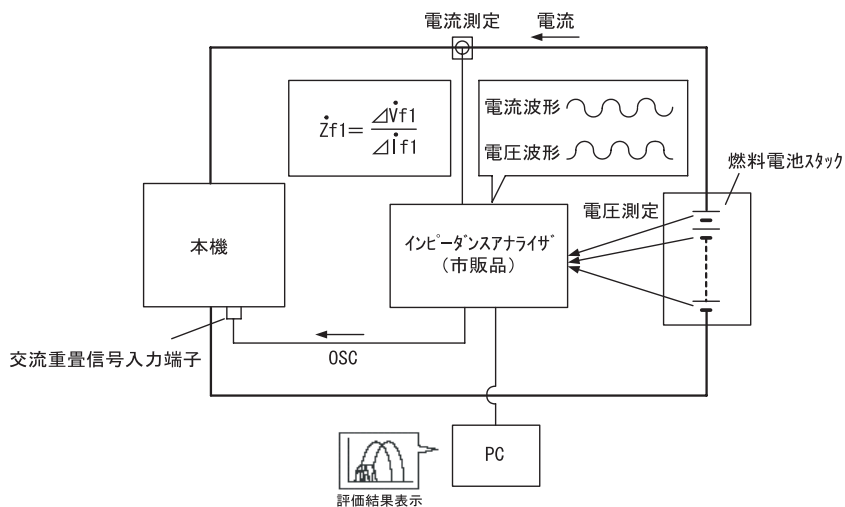 電流測定
電流
Żf1= ⊿V̇f1
⊿İf1
電流波形
電圧波形
燃料電池ｽﾀｯｸ
電圧測定
本機
ｲﾝﾋﾟｰﾀﾞﾝｽｱﾅﾗｲｻﾞ
(市販品)
交流重畳信号入力端子
OSC
PC
評価結果表示